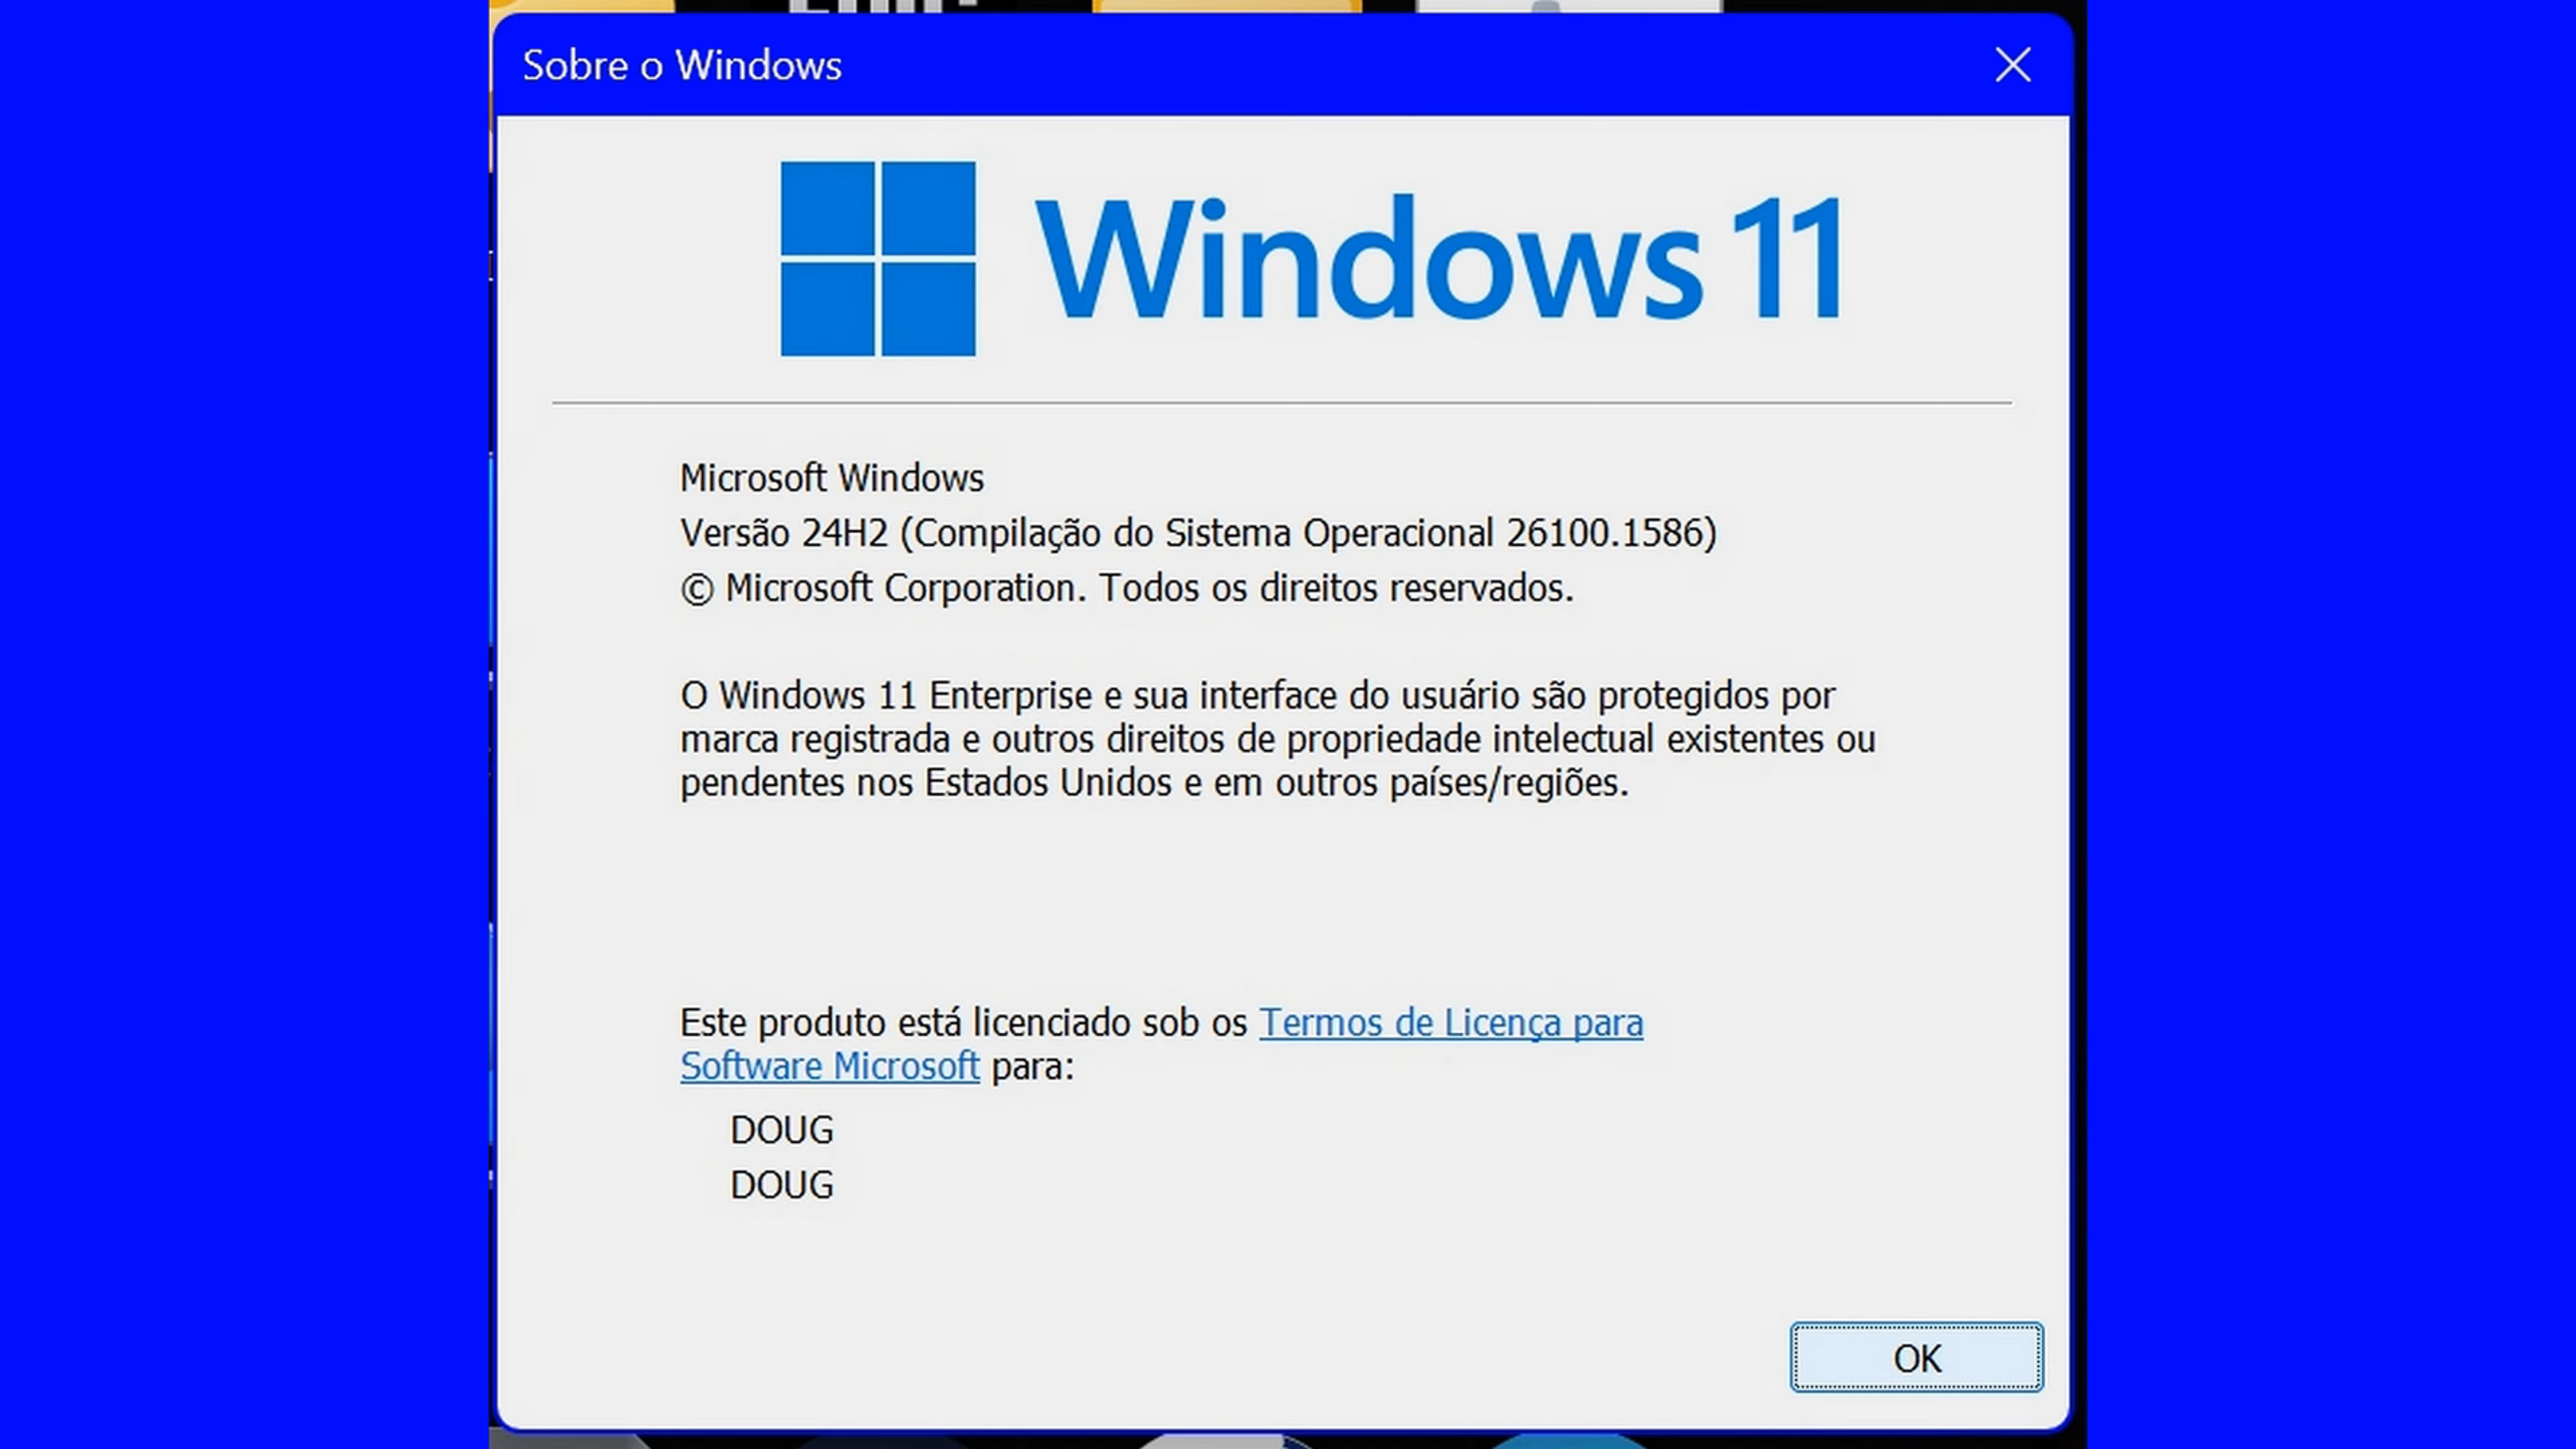 Sobre o Windows
Windows 11
Microsoft Windows
Versão 24H2 (Compilação do Sistema Operacional 26100.1586)
© Microsoft Corporation. Todos os direitos reservados.
O Windows 11 Enterprise e sua interface do usuário são protegidos por
marca registrada e outros direitos de propriedade intelectual existentes ou
pendentes nos Estados Unidos e em outros países/regiões.
Este produto está licenciado sob os Termos de Licença para
Software Microsoft para:
DOUG
DOUG
OK